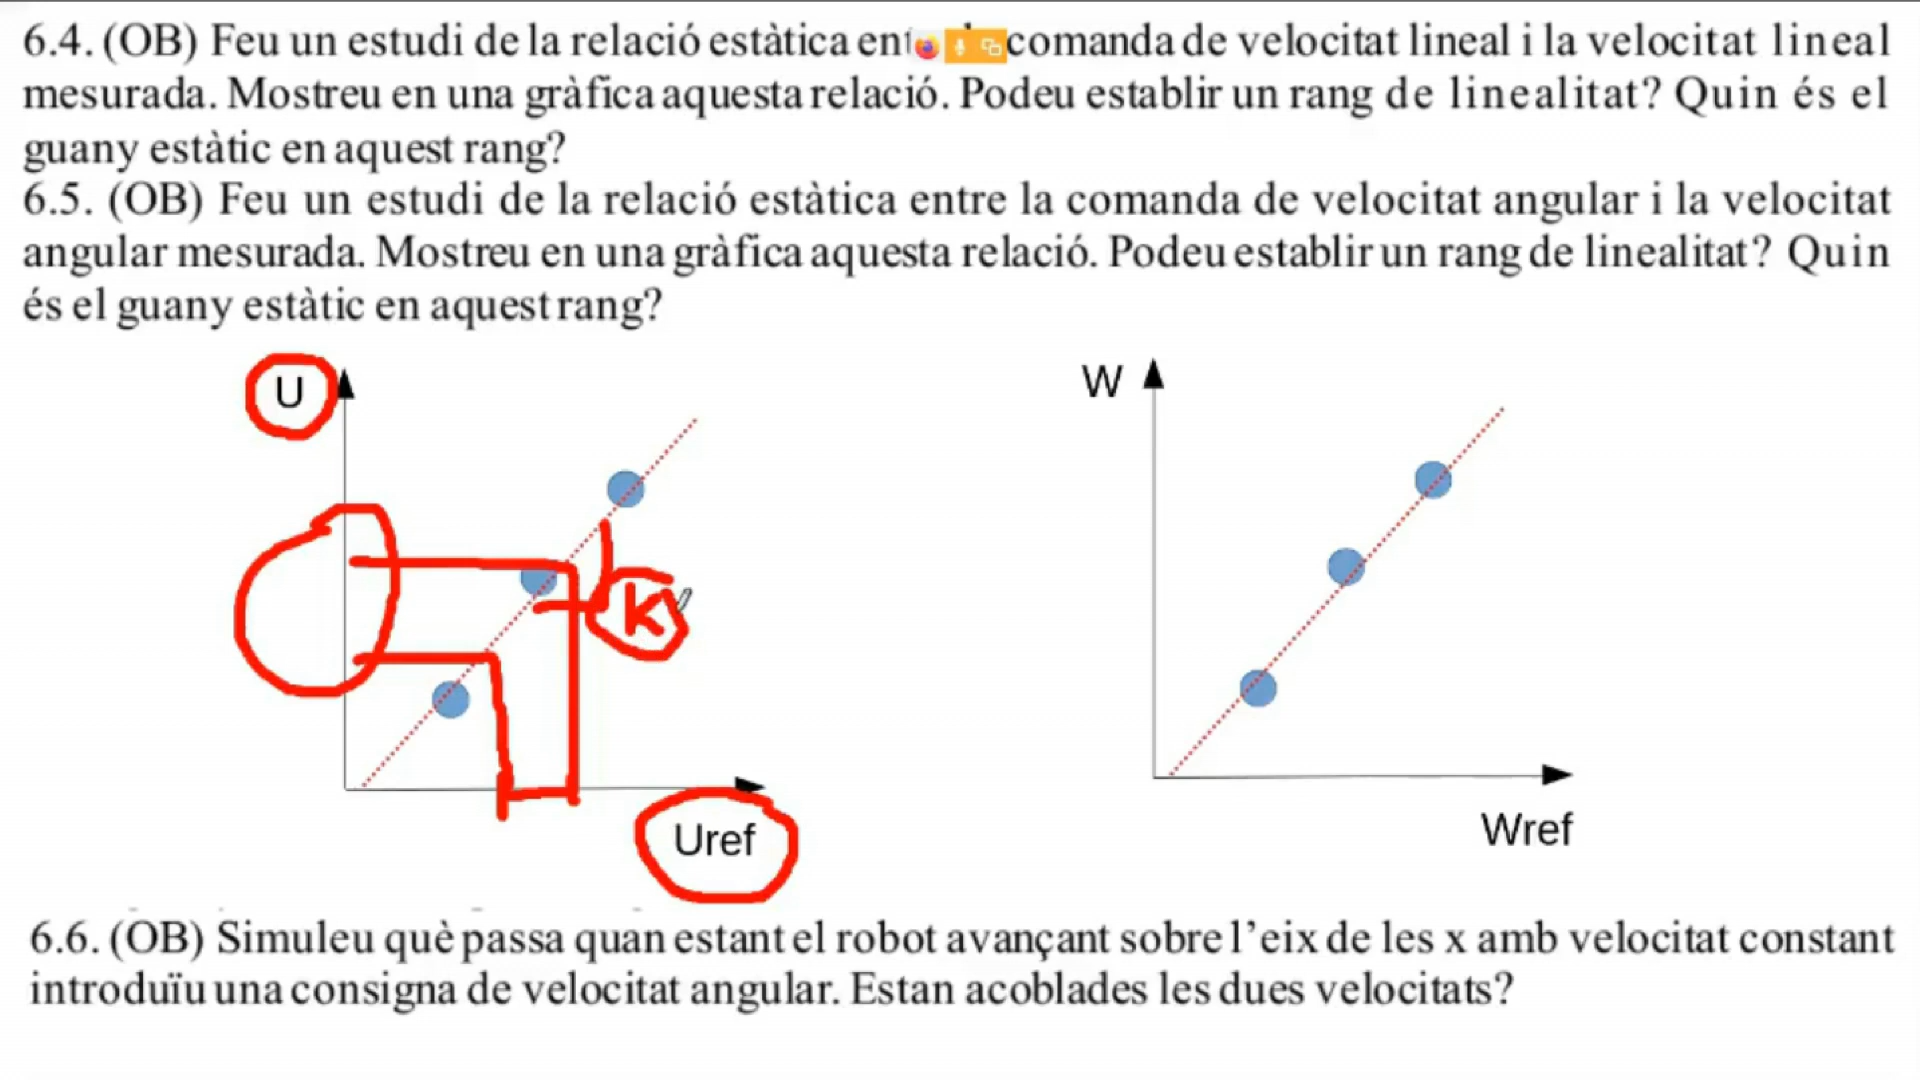 6.4. (OB) Feu un estudi de la relació estàtica comanda de velocitat lineal i la velocitat lineal
mesurada. Mostreu en una gràfica aquesta relació. Podeu establir un rang de linealitat? Quin és el
guany estàtic en aquest rang?
6.5. (OB) Feu un estudi de la relació estàtica entre la comanda de velocitat angular i la velocitat
angular mesurada. Mostreu en una gràfica aquesta relació. Podeu establir un rang de linealitat? Quin
és el guany estàtic en aquest rang?
U
W
K
Uref
Wref
6.6. (OB) Simuleu què passa quan estant el robot avançant sobre l'eix de les x amb velocitat constant
introduïu una consigna de velocitat angular. Estan acoblades les dues velocitats?